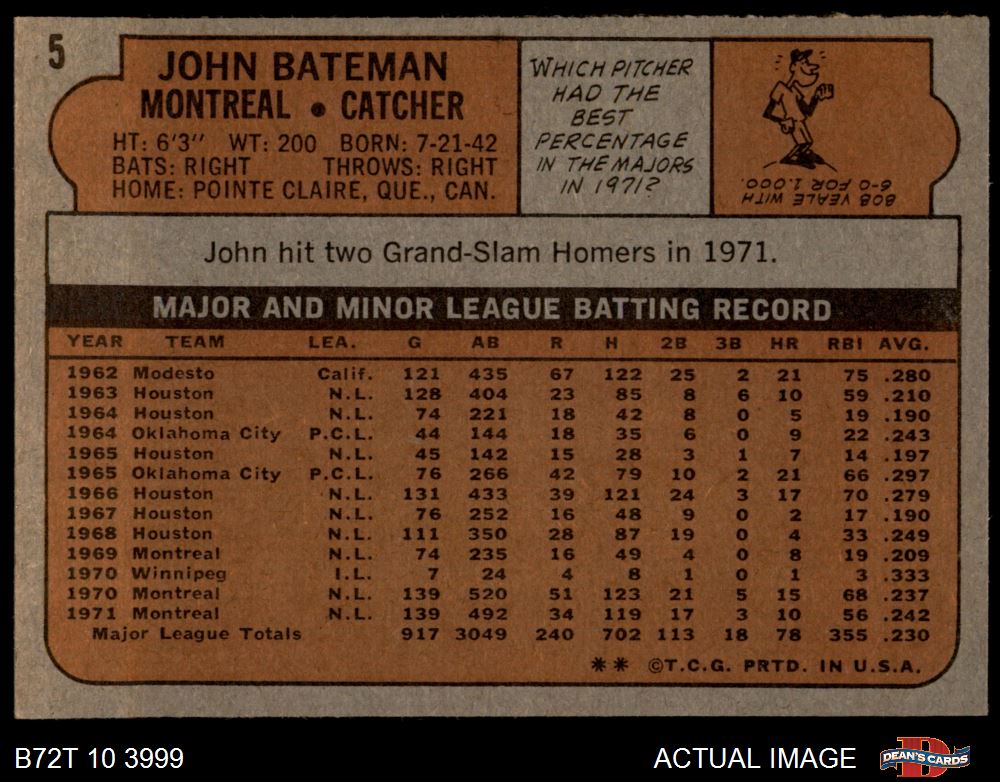 5
JOHN BATEMAN
MONTREAL • CATCHER
HT: 6'3" WT: 200 BORN: 7-21-42
BATS: RIGHT THROWS: RIGHT
HOME: POINTE CLAIRE, QUE., CAN.
WHICH PITCHER
HAD THE
BEST
PERCENTAGE
IN THE MAJORS
IN 1971?
BOB VEALE WITH
6-0 FOR 1.000.
John hit two Grand-Slam Homers in 1971.
MAJOR AND MINOR LEAGUE BATTING RECORD
YEAR TEAM LEA. G AB R H 2B 3B HR RBI AVG.
1962 Modesto Calif. 121 435 67 122 25 2 21 75 .280
1963 Houston N.L. 128 404 23 85 8 6 10 59 .210
1964 Houston N.L. 74 221 18 42 8 0 5 19 .190
1964 Oklahoma City P.C.L. 44 144 18 35 6 0 9 22 .243
1965 Houston N.L. 45 142 15 28 3 1 7 14 .197
1965 Oklahoma City P.C.L. 76 266 42 79 10 2 21 66 .297
1966 Houston N.L. 131 433 39 121 24 3 17 70 .279
1967 Houston N.L. 76 252 16 48 9 0 2 17 .190
1968 Houston N.L. 111 350 28 87 19 0 4 33 .249
1969 Montreal N.L. 74 235 16 49 4 0 8 19 .209
1970 Winnipeg I.L. 7 24 4 8 1 0 1 3 .333
1970 Montreal N.L. 139 520 51 123 21 5 15 68 .237
1971 Montreal N.L. 139 492 34 119 17 3 10 56 .242
Major League Totals 917 3049 240 702 113 18 78 355 .230
** ©T.C.G. PRTD. IN U.S.A.
B72T 10 3999 ACTUAL IMAGE DEAN'S CARDS